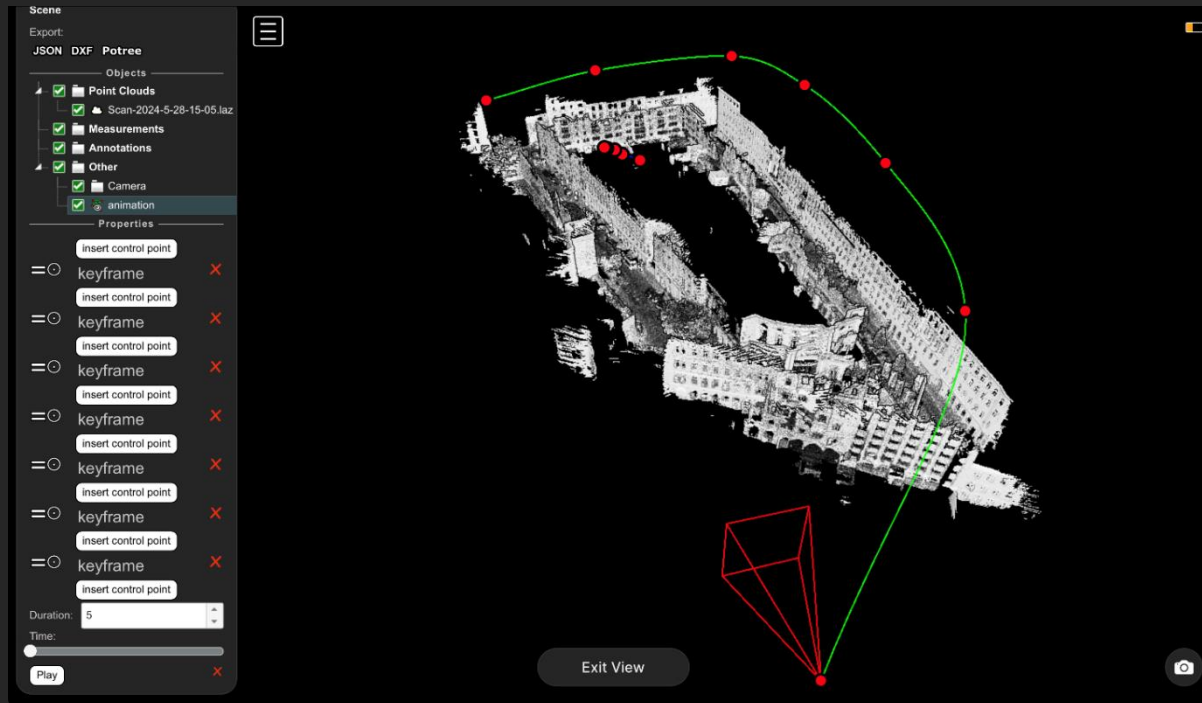 Scene
Export:
JSON DXF Potree
Objects
Point Clouds
Scan-2024-5-28-15-05.laz
Measurements
Annotations
Other
Camera
animation
Properties
insert control point
keyframe
insert control point
keyframe
insert control point
keyframe
insert control point
keyframe
insert control point
keyframe
insert control point
keyframe
insert control point
keyframe
insert control point
Duration: 5
Time:
Play
Exit View